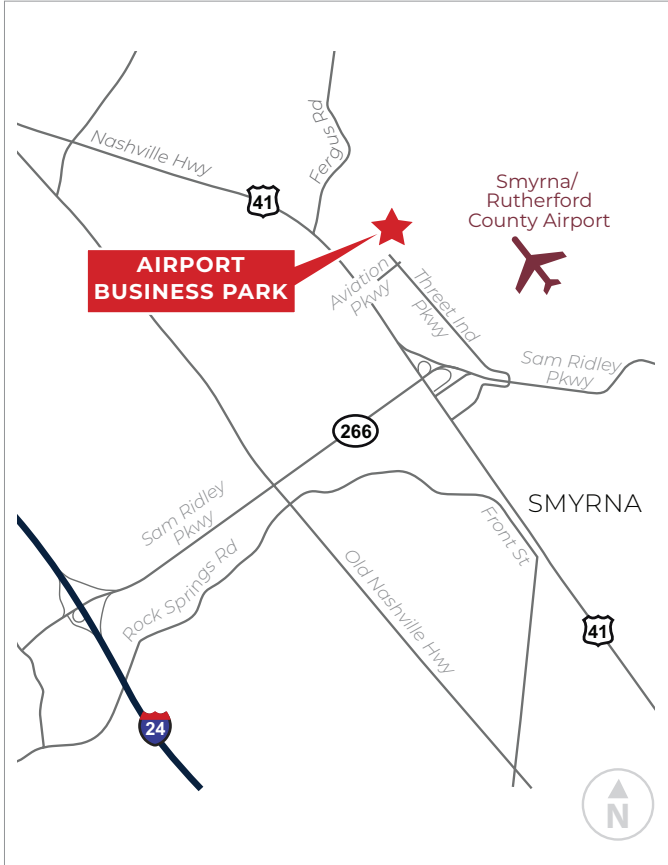 Nashville Hwy
41
Fergus Rd
Smyrna/
Rutherford
County Airport
AIRPORT
BUSINESS PARK
Aviation
Pkwy
Threet Ind
Pkwy
Sam Ridley
Pkwy
266
SMYRNA
Sam Ridley
Pkwy
Front St
Rock Springs Rd
Old Nashville Hwy
41
24
N